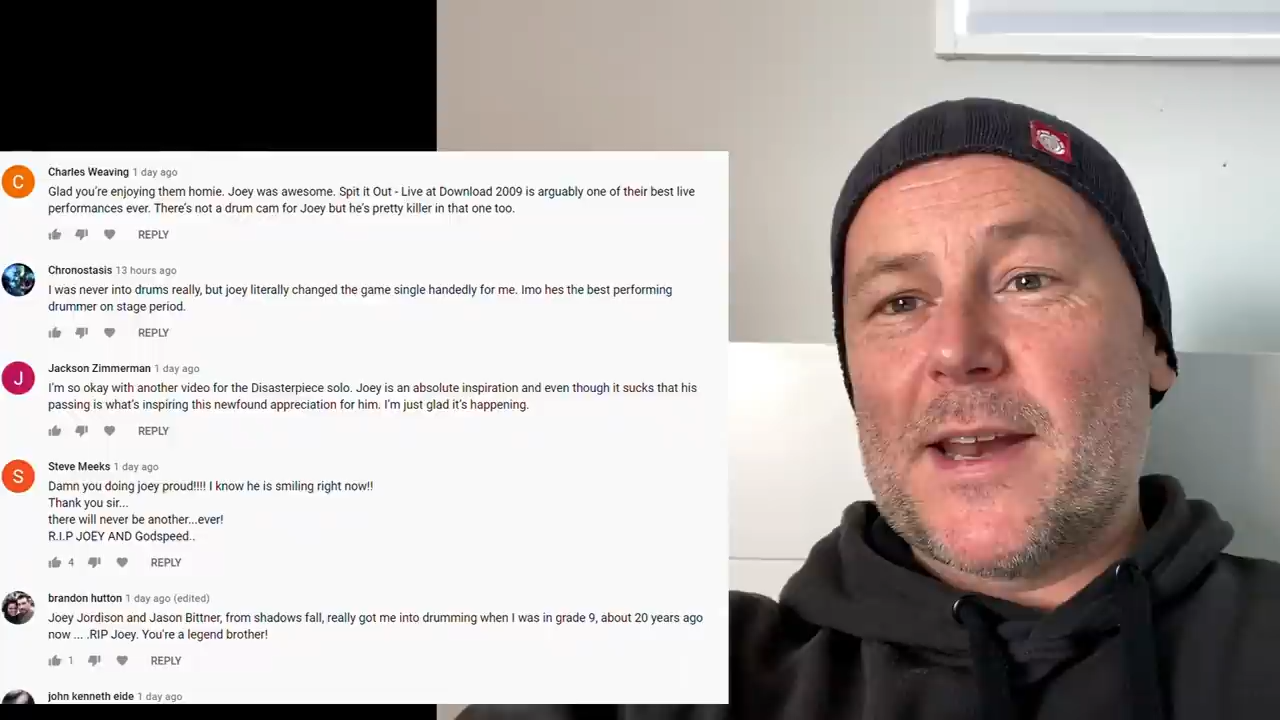 Charles Weaving 1 day ago
Glad you're enjoying them homie. Joey was awesome. Spit it Out - Live at Download 2009 is arguably one of their best live
performances ever. There's not a drum cam for Joey but he's pretty killer in that one too.
REPLY
Chronostasis 13 hours ago
I was never into drums really, but joey literally changed the game single handedly for me. Imo hes the best performing
drummer on stage period.
REPLY
Jackson Zimmerman 1 day ago
I'm so okay with another video for the Disasterpiece solo. Joey is an absolute inspiration and even though it sucks that his
passing is what's inspiring this newfound appreciation for him. I'm just glad it's happening.
REPLY
Steve Meeks 1 day ago
Damn you doing joey proud!!!! I know he is smiling right now!!
Thank you sir...
there will never be another...ever!
R.I.P JOEY AND Godspeed..
4 REPLY
brandon hutton 1 day ago (edited)
Joey Jordison and Jason Bittner, from shadows fall, really got me into drumming when I was in grade 9, about 20 years ago
now ... .RIP Joey. You're a legend brother!
1 REPLY
john kenneth eide 1 day ago
C
J
S